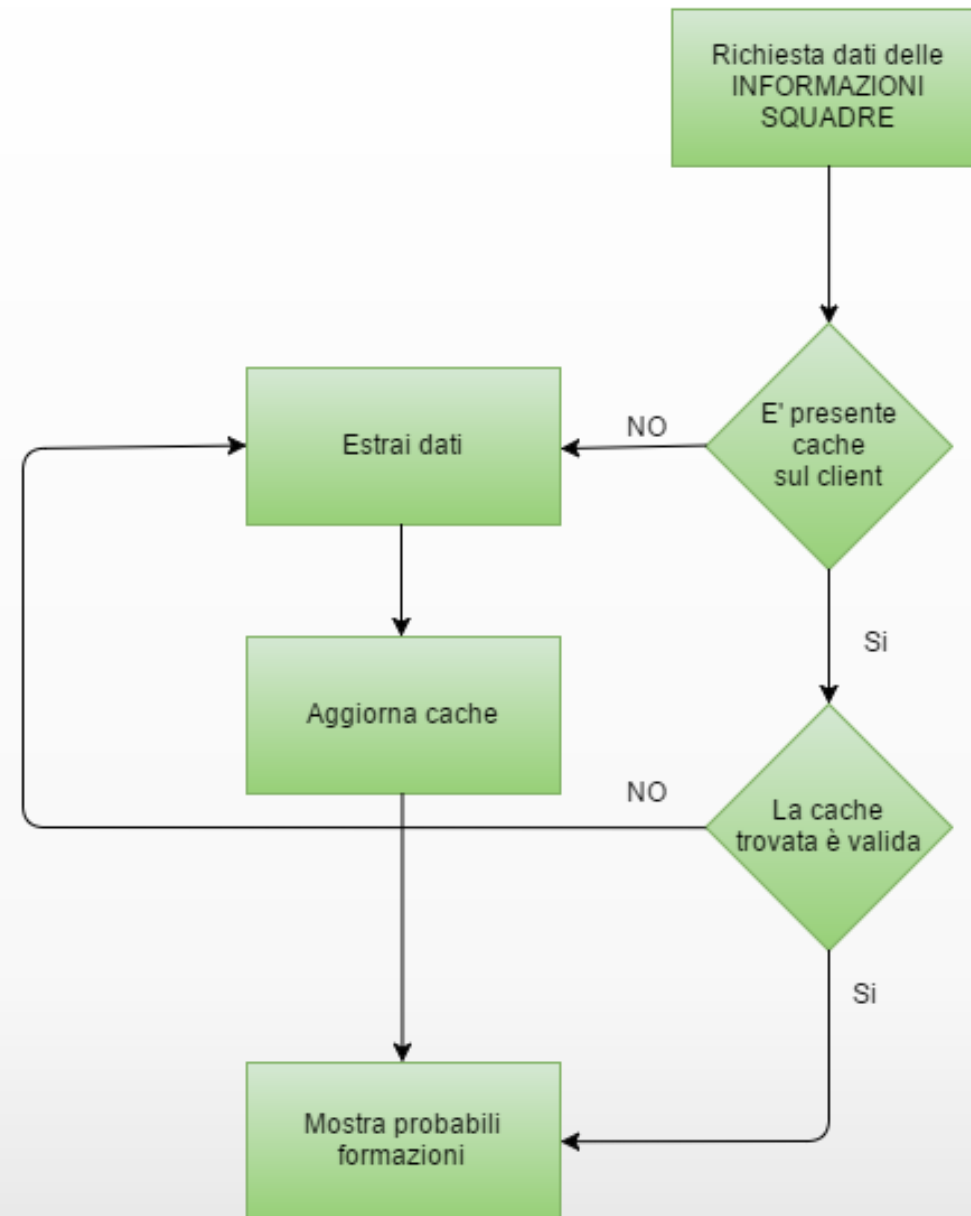 Richiesta dati delle
INFORMAZIONI
SQUADRE
E' presente
cache
sul client
NO
Estrai dati
Si
Aggiorna cache
NO
La cache
trovata è valida
Si
Mostra probabili
formazioni